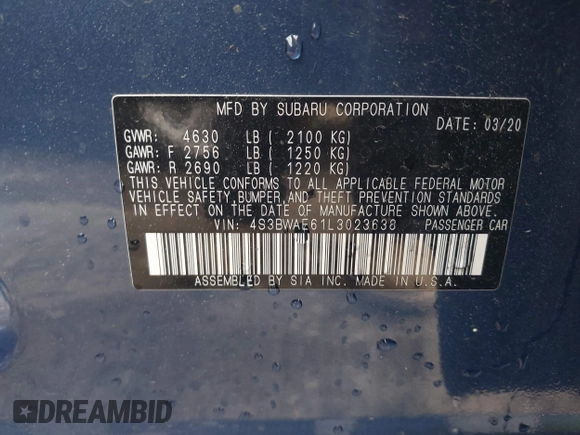 MFD BY SUBARU CORPORATION
DATE: 03/20
GVWR: 4630 LB ( 2100 KG)
GAWR: F 2756 LB ( 1250 KG)
GAWR: R 2690 LB ( 1220 KG)
THIS VEHICLE CONFORMS TO ALL APPLICABLE FEDERAL MOTOR
VEHICLE SAFETY,BUMPER,AND THEFT PREVENTION STANDARDS
IN EFFECT ON THE DATE OF MANUFACTURE SHOWN ABOVE.
VIN: 4S3BWAE61L3023638 PASSENGER CAR
ASSEMBLED BY SIA INC. MADE IN U.S.A.
DREAMBID